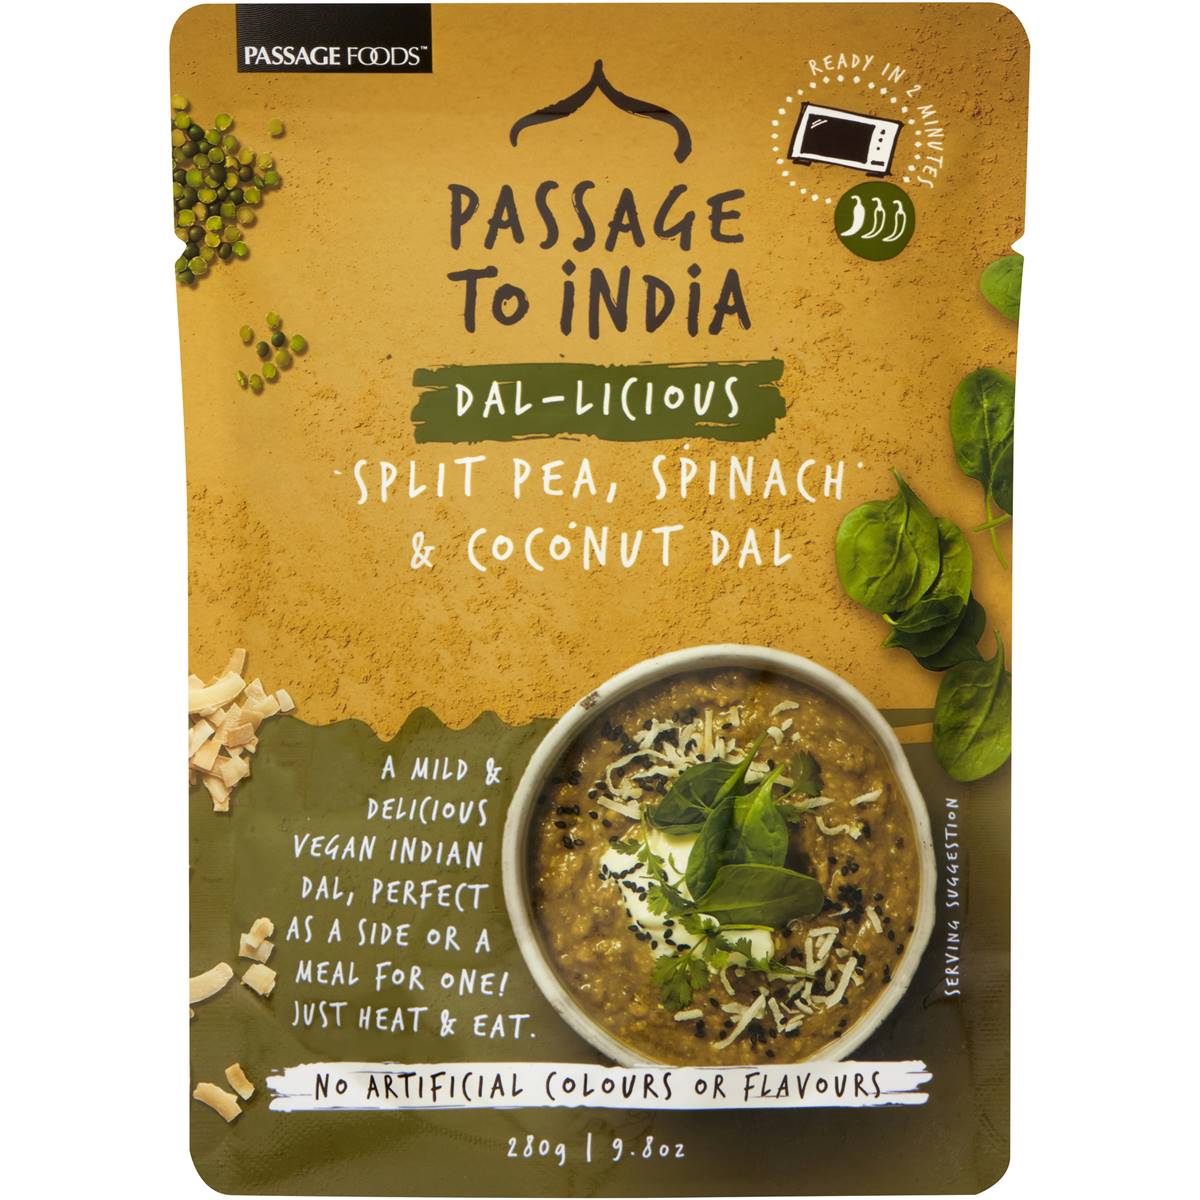 PASSAGE FOODS™
READY IN 2 MINUTES
PASSAGE
TO INDIA
DAL-LICIOUS
SPLIT PEA, SPINACH
& COCONUT DAL
A MILD &
DELICIOUS
VEGAN INDIAN
DAL, PERFECT
AS A SIDE OR A
MEAL FOR ONE!
JUST HEAT & EAT.
SERVING SUGGESTION
NO ARTIFICIAL COLOURS OR FLAVOURS
280g | 9.8oz